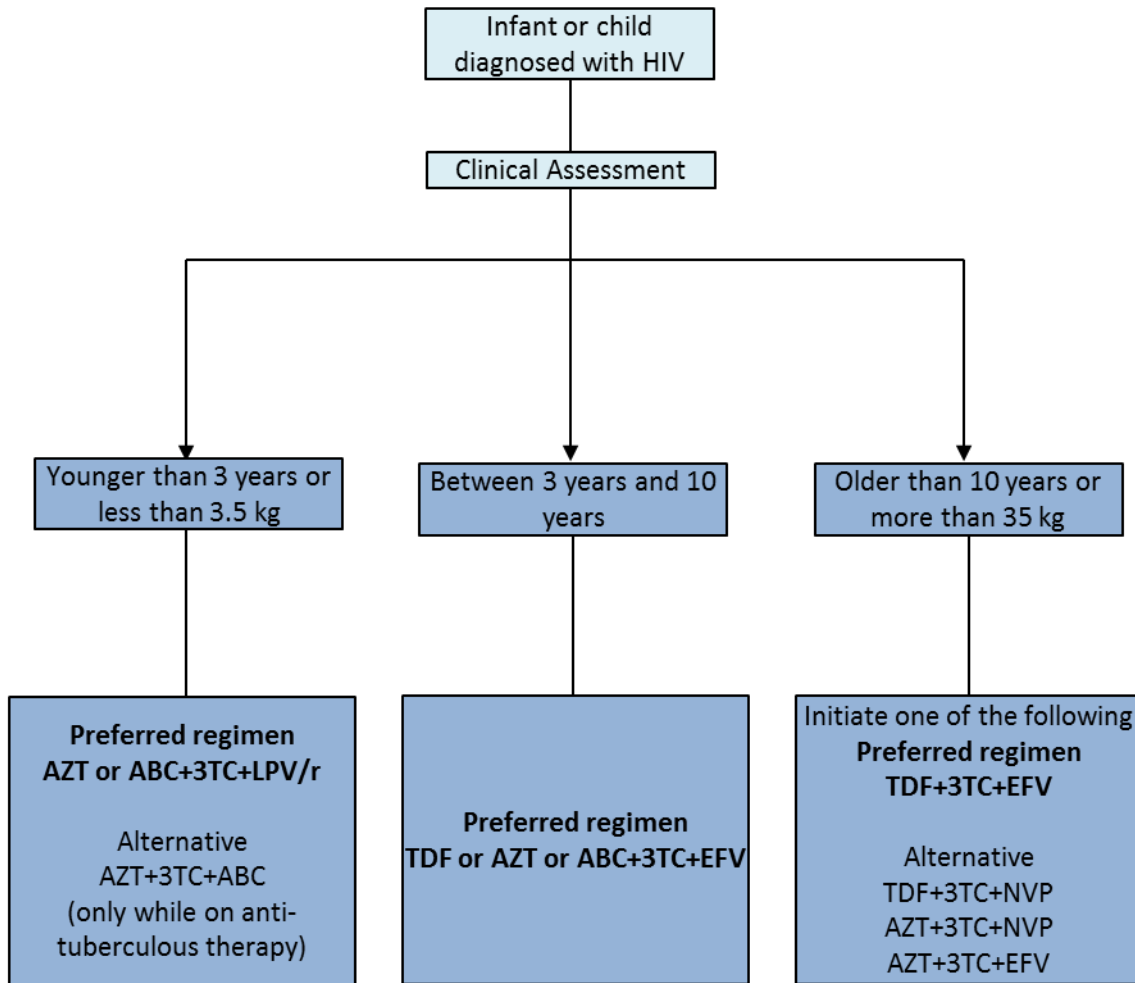 Infant or child
diagnosed with HIV
Clinical Assessment
Younger than 3 years or
less than 3.5 kg
Between 3 years and 10
years
Older than 10 years or
more than 35 kg
Preferred regimen
AZT or ABC+3TC+LPV/r
Alternative
AZT+3TC+ABC
(only while on anti-
tuberculous therapy)
Preferred regimen
TDF or AZT or ABC+3TC+EFV
Initiate one of the following
Preferred regimen
TDF+3TC+EFV
Alternative
TDF+3TC+NVP
AZT+3TC+NVP
AZT+3TC+EFV